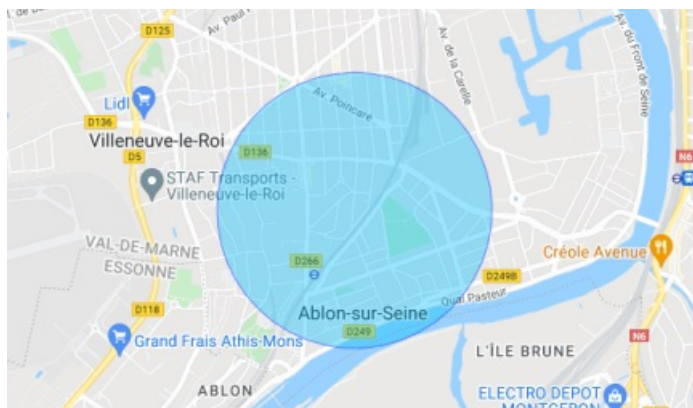 Av. Paul
D125
Av. de la Carelle
Av. du Front de Seine
Lidl
Av. Poincaré
D136
Villeneuve-le-Roi
D136
D5
N6
STAF Transports -
Villeneuve-le-Roi
VAL-DE-MARNE
ESSONNE
D266
Créole Avenue
D249B
Quai Pasteur
D118
Ablon-sur-Seine
D249
Grand Frais Athis-Mons
N6
L'ÎLE BRUNE
ABLON
ELECTRO DEPOT
MONTGERON